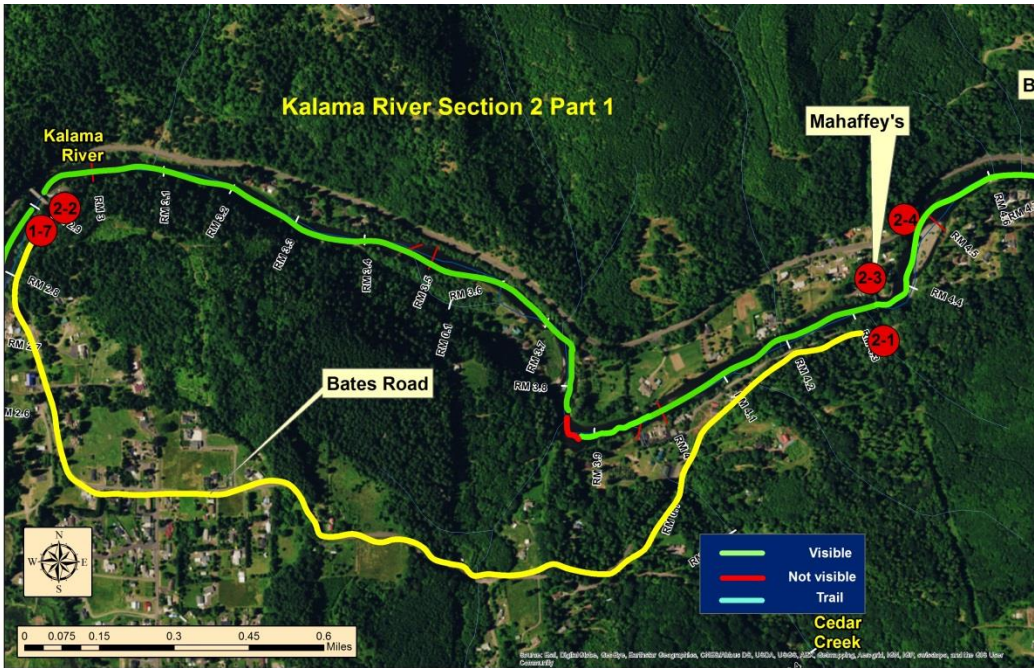 Kalama River Section 2 Part 1
B
Mahaffey's
Kalama
River
2-2
1-7
2-4
2-3
2-1
RM 3
RM 3.1
RM 3.2
RM 3.3
RM 3.4
RM 3.5
RM 3.6
RM 0.1
RM 3.7
RM 3.8
RM 3.9
RM 4.1
RM 4.2
RM 4.4
RM 4.5
RM 4.6
RM 2.8
Bates Road
N
W E
S
0 0.075 0.15 0.3 0.45 0.6
Miles
Visible
Not visible
Trail
Cedar
Creek
Community